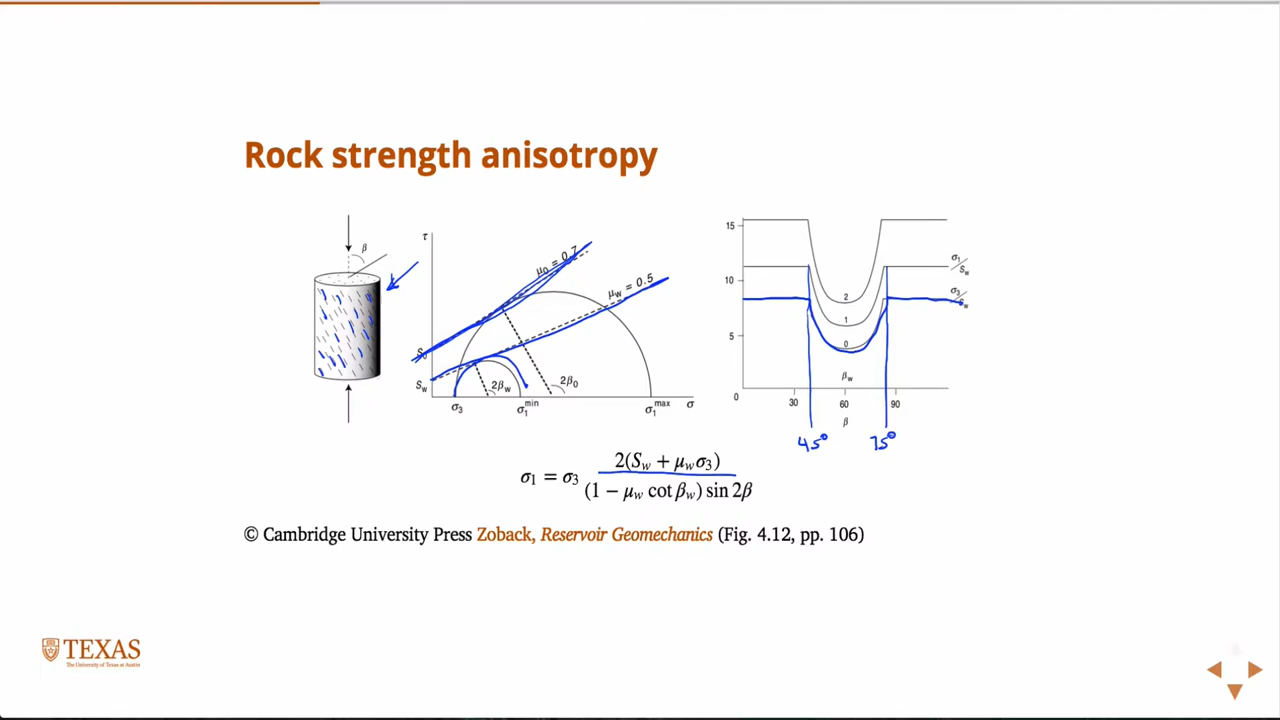 Rock strength anisotropy
β
τ
μ₀ = 0.7
μw = 0.5
S₀
Sw
2βw
2β₀
σ₃
σ₁ᵐⁱⁿ
σ₁ᵐᵃˣ
σ
15
10
5
0
30
60
90
2
1
0
βw
β
σ₁/Sw
σ₃/Sw
45°
75°
σ₁ = σ₃ 2(Sw + μwσ₃) / (1 − μw cot βw) sin 2β
© Cambridge University Press Zoback, Reservoir Geomechanics (Fig. 4.12, pp. 106)
TEXAS
The University of Texas at Austin